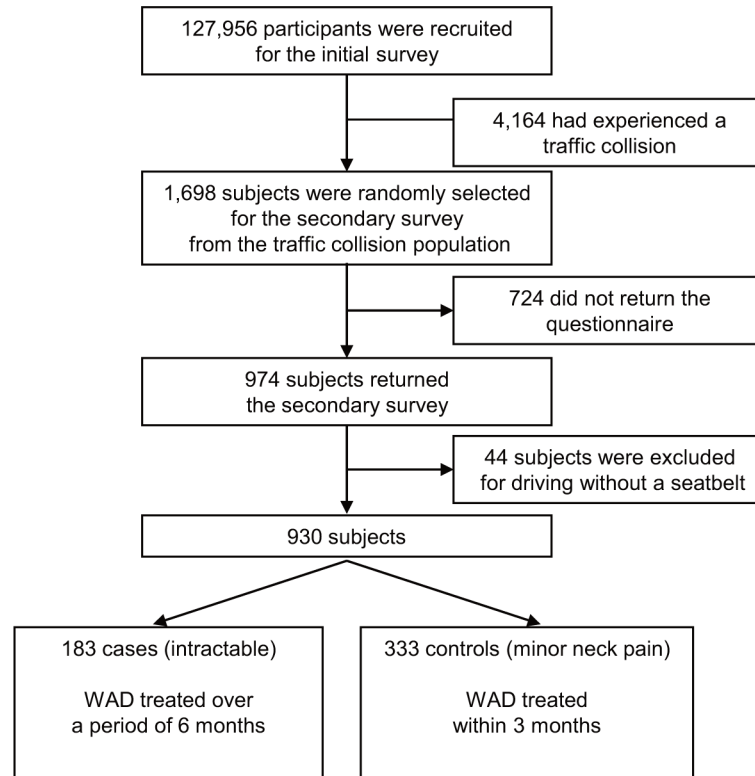 127,956 participants were recruited
for the initial survey
4,164 had experienced a
traffic collision
1,698 subjects were randomly selected
for the secondary survey
from the traffic collision population
724 did not return the
questionnaire
974 subjects returned
the secondary survey
44 subjects were excluded
for driving without a seatbelt
930 subjects
183 cases (intractable)
WAD treated over
a period of 6 months
333 controls (minor neck pain)
WAD treated
within 3 months